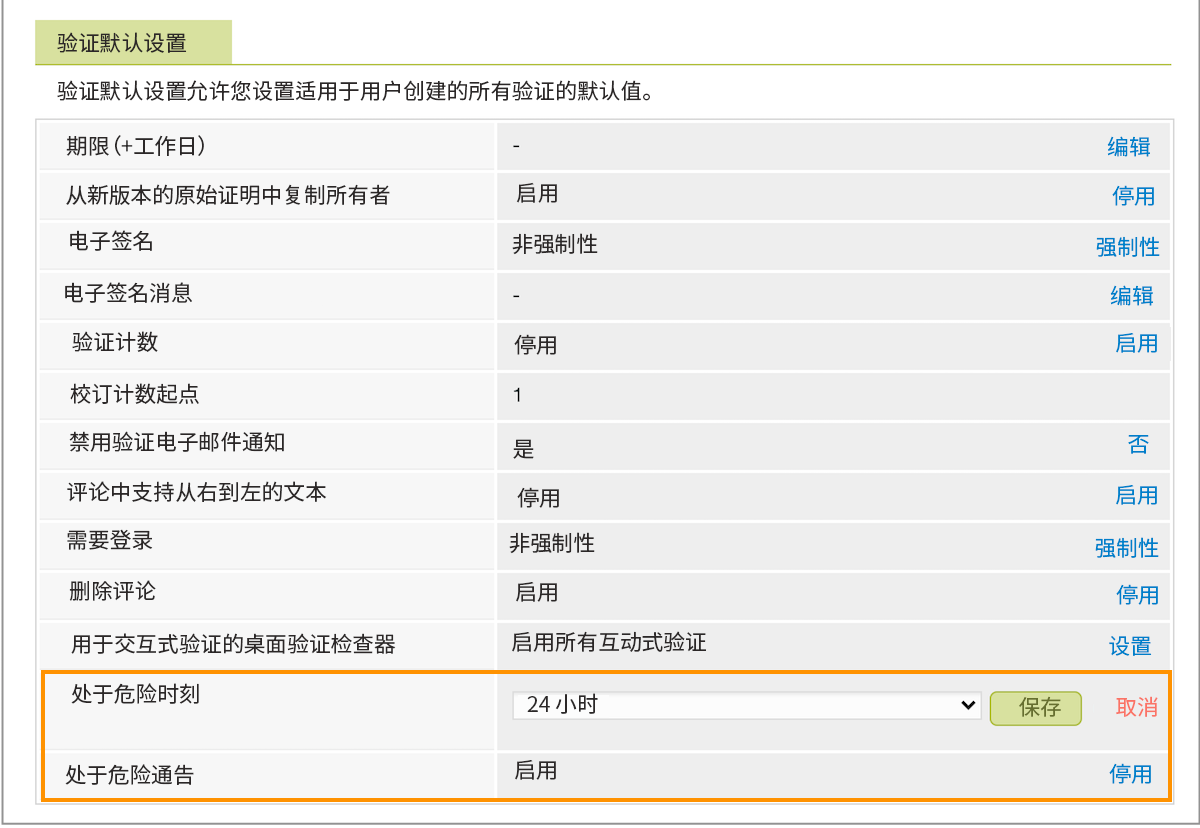 验证默认设置
验证默认设置允许您设置适用于用户创建的所有验证的默认值。
期限(+工作日) - 编辑
从新版本的原始证明中复制所有者 启用 停用
电子签名 非强制性 强制性
电子签名消息 - 编辑
验证计数 停用 启用
校订计数起点 1
禁用验证电子邮件通知 是 否
评论中支持从右到左的文本 停用 启用
需要登录 非强制性 强制性
删除评论 启用 停用
用于交互式验证的桌面验证检查器 启用所有互动式验证 设置
处于危险时刻 24 小时 保存 取消
处于危险通告 启用 停用